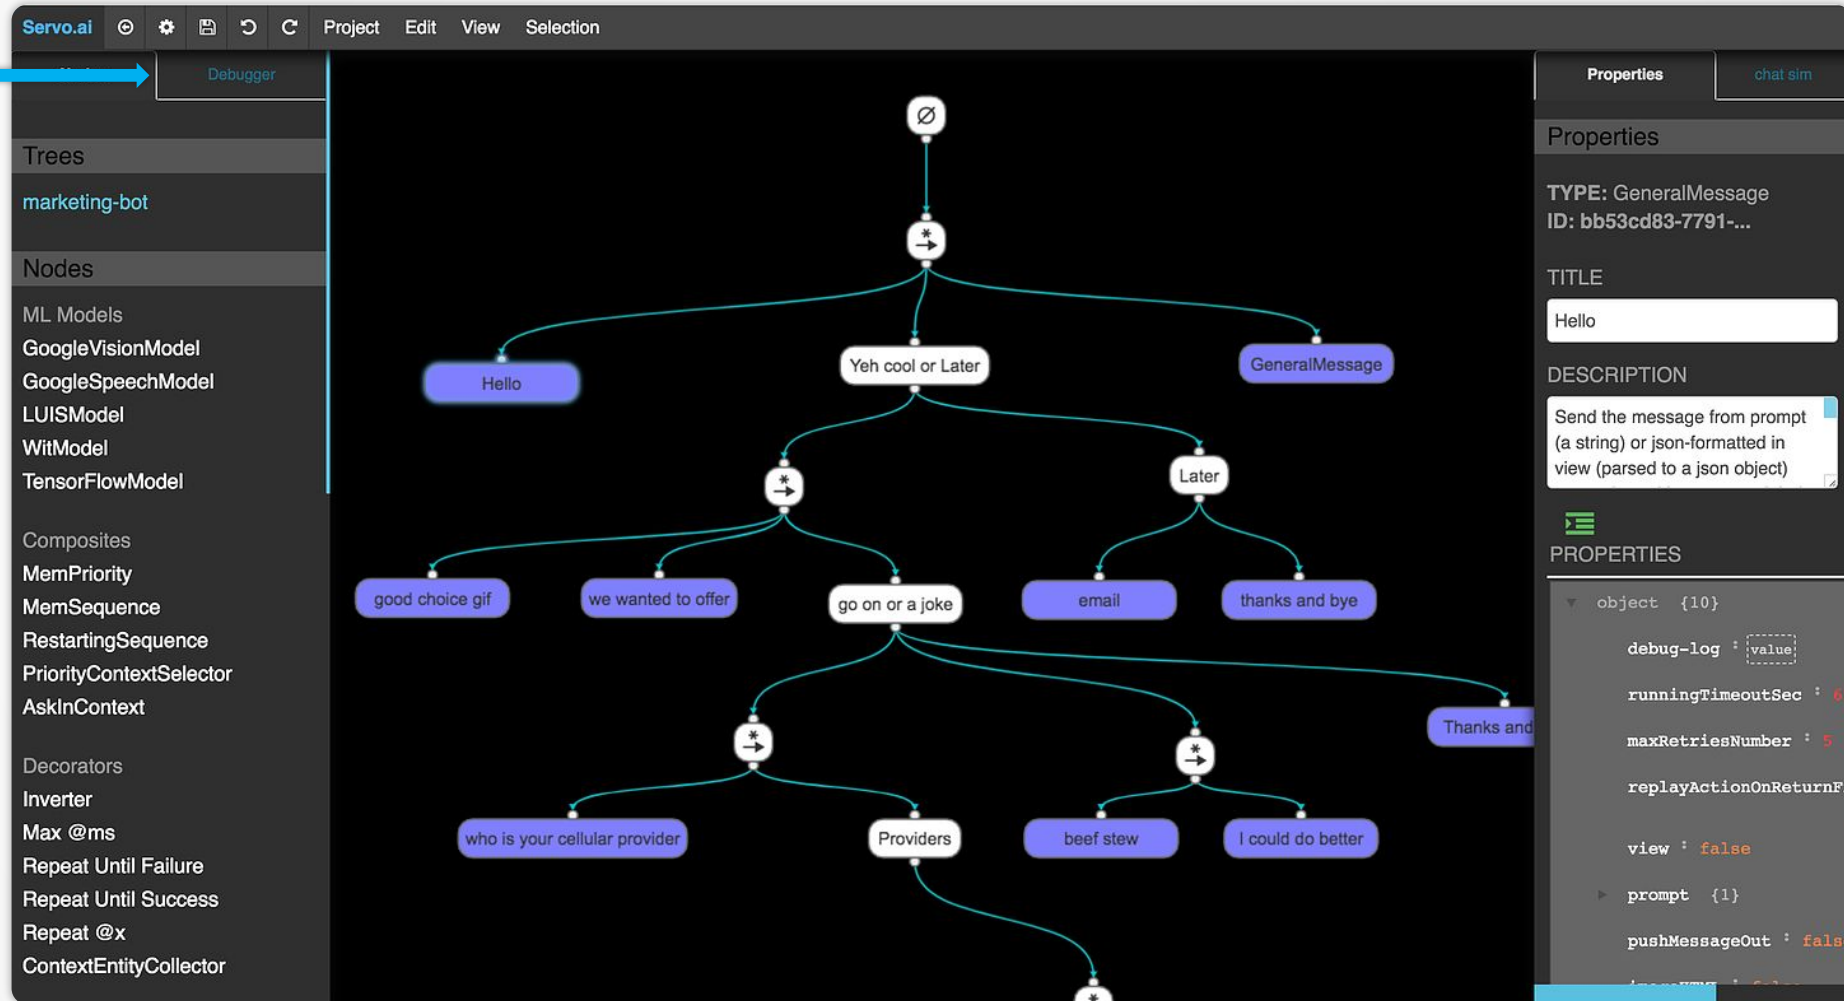 Servo.ai Project Edit View Selection
Debugger
Trees
marketing-bot
Nodes
ML Models
GoogleVisionModel
GoogleSpeechModel
LUISModel
WitModel
TensorFlowModel
Composites
MemPriority
MemSequence
RestartingSequence
PriorityContextSelector
AskInContext
Decorators
Inverter
Max @ms
Repeat Until Failure
Repeat Until Success
Repeat @x
ContextEntityCollector
Ø
*
Hello
Yeh cool or Later
GeneralMessage
*
Later
good choice gif
we wanted to offer
go on or a joke
email
thanks and bye
*
*
Thanks and
who is your cellular provider
Providers
beef stew
I could do better
*
Properties chat sim
Properties
TYPE: GeneralMessage
ID: bb53cd83-7791-...
TITLE
Hello
DESCRIPTION
Send the message from prompt
(a string) or json-formatted in
view (parsed to a json object)
PROPERTIES
object {10}
debug-log : value
runningTimeoutSec : 6
maxRetriesNumber : 5
replayActionOnReturnF
view : false
prompt {1}
pushMessageOut : fals